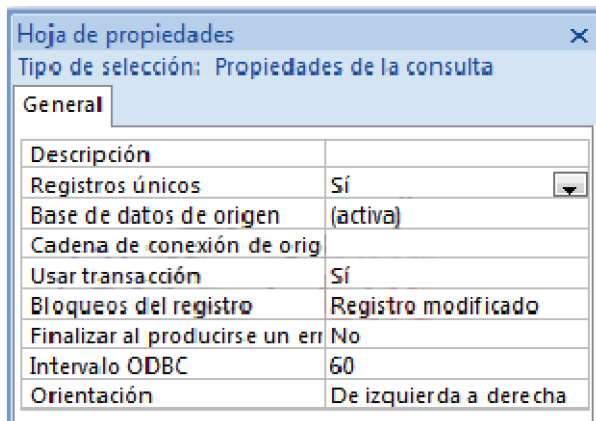 Hoja de propiedades
Tipo de selección: Propiedades de la consulta
General
Descripción
Registros únicos Sí
Base de datos de origen (activa)
Cadena de conexión de orig
Usar transacción Sí
Bloqueos del registro Registro modificado
Finalizar al producirse un err No
Intervalo ODBC 60
Orientación De izquierda a derecha